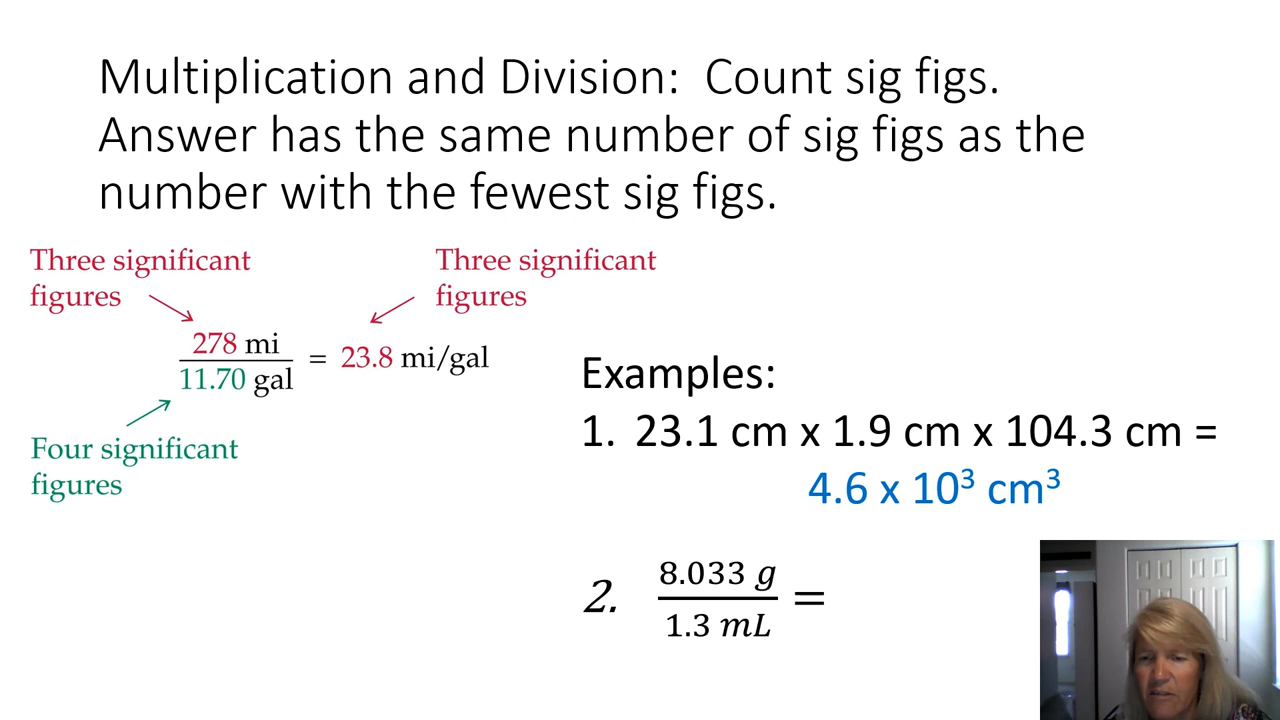 Multiplication and Division:  Count sig figs.
Answer has the same number of sig figs as the
number with the fewest sig figs.
Three significant
figures
Three significant
figures
278 mi
11.70 gal
= 23.8 mi/gal
Four significant
figures
Examples:
1. 23.1 cm x 1.9 cm x 104.3 cm =
4.6 x 10³ cm³
2. 8.033 g
1.3 mL
=